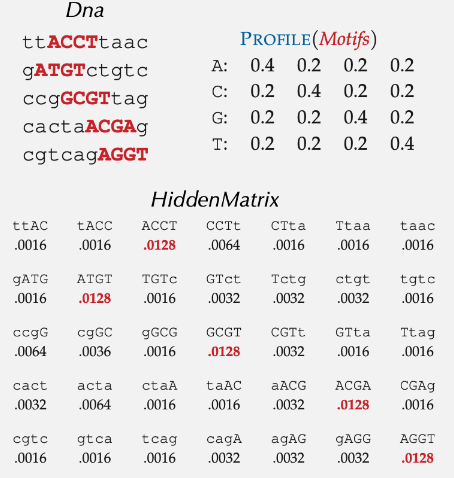 Dna
ttACCTtaac
gATGTctgtc
ccgGCGTtag
cactaACGAg
cgtcagAGGT
PROFILE(Motifs)
A: 0.4 0.2 0.2 0.2
C: 0.2 0.4 0.2 0.2
G: 0.2 0.2 0.4 0.2
T: 0.2 0.2 0.2 0.4
HiddenMatrix
ttAC tACC ACCT CCTt CTta Ttaa taac
.0016 .0016 .0128 .0064 .0016 .0016 .0016
gATG ATGT TGTc GTct Tctg ctgt tgtc
.0016 .0128 .0016 .0032 .0032 .0032 .0016
ccgG cgGC gGCG GCGT CGTt GTta Ttag
.0064 .0036 .0016 .0128 .0032 .0016 .0016
cact acta ctaA taAC aACG ACGA CGAg
.0032 .0064 .0016 .0016 .0032 .0128 .0016
cgtc gtca tcag cagA agAG gAGG AGGT
.0016 .0016 .0016 .0032 .0032 .0032 .0128